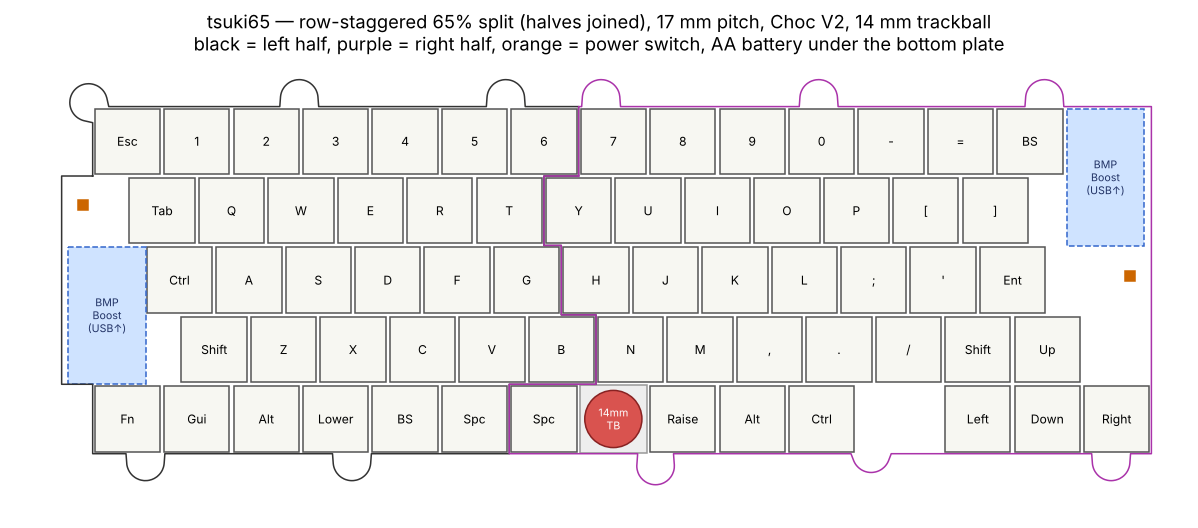 tsuki65 — row-staggered 65% split (halves joined), 17 mm pitch, Choc V2, 14 mm trackball
black = left half, purple = right half, orange = power switch, AA battery under the bottom plate
Esc 1 2 3 4 5 6 7 8 9 0 - = BS
BMP
Boost
(USB↑)
Tab Q W E R T Y U I O P [ ]
BMP
Boost
(USB↑)
Ctrl A S D F G H J K L ; ' Ent
Shift Z X C V B N M , . / Shift Up
Fn Gui Alt Lower BS Spc Spc
14mm
TB
Raise Alt Ctrl Left Down Right